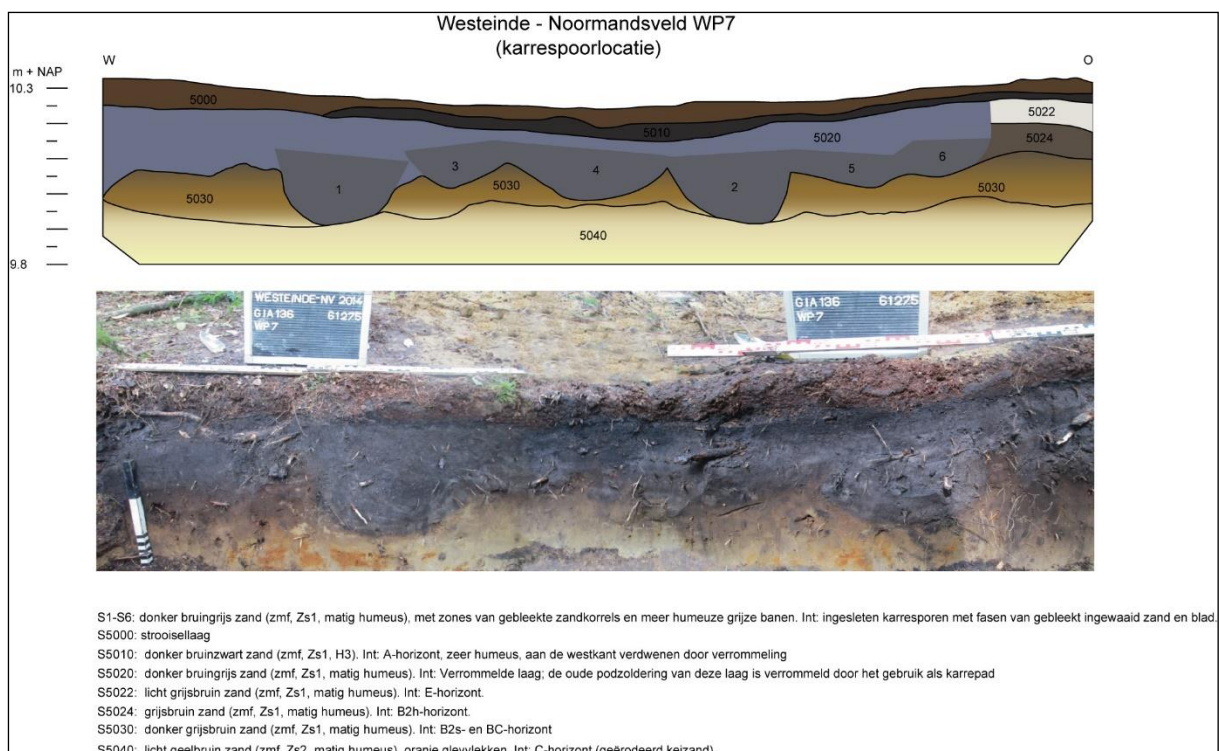 Westeinde - Noormandsveld WP7
(karrespoorlocatie)
W
O
m + NAP
10.3
5000
5022
5010
5020
5024
3
6
4
5
1
2
5030
5030
5030
5040
9.8
WESTEINDE-NV 2014
GIA136 61275
WP7
GIA136 61275
WP7
S1-S6: donker bruingrijs zand (zmf, Zs1, matig humeus), met zones van gebleekte zandkorrels en meer humeuze grijze banen. Int: ingesleten karresporen met fasen van gebleekt ingewaaid zand en blad.
S5000: strooisellaag
S5010: donker bruinzwart zand (zmf, Zs1, H3). Int: A-horizont, zeer humeus, aan de westkant verdwenen door verrommeling
S5020: donker bruingrijs zand (zmf, Zs1, matig humeus). Int: Verrommelde laag; de oude podzoldering van deze laag is verrommeld door het gebruik als karrepad
S5022: licht grijsbruin zand (zmf, Zs1, matig humeus). Int: E-horizont.
S5024: grijsbruin zand (zmf, Zs1, matig humeus). Int: B2h-horizont.
S5030: donker grijsbruin zand (zmf, Zs1, matig humeus). Int: B2s- en BC-horizont
S5040: licht geelbruin zand (zmf, Zs2, matig humeus), oranje gleyvlekken. Int: C-horizont (geërodeerd keizand)